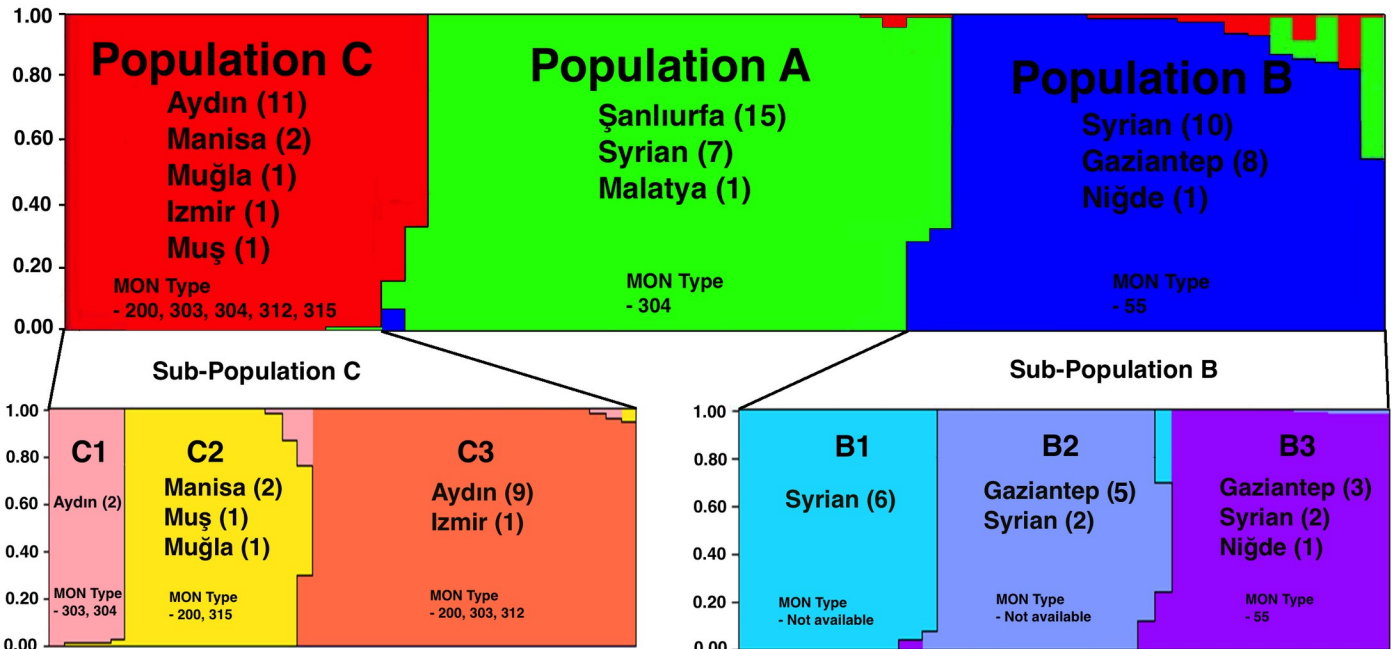 1.00
0.80
0.60
0.40
0.20
0.00
Population C
Aydın (11)
Manisa (2)
Muğla (1)
Izmir (1)
Muş (1)
MON Type
- 200, 303, 304, 312, 315
Population A
Şanlıurfa (15)
Syrian (7)
Malatya (1)
MON Type
- 304
Population B
Syrian (10)
Gaziantep (8)
Niğde (1)
MON Type
- 55
Sub-Population C
1.00
0.80
0.60
0.40
0.20
0.00
C1
Aydın (2)
MON Type
- 303, 304
C2
Manisa (2)
Muş (1)
Muğla (1)
MON Type
- 200, 315
C3
Aydın (9)
Izmir (1)
MON Type
- 200, 303, 312
Sub-Population B
1.00
0.80
0.60
0.40
0.20
0.00
B1
Syrian (6)
MON Type
- Not available
B2
Gaziantep (5)
Syrian (2)
MON Type
- Not available
B3
Gaziantep (3)
Syrian (2)
Niğde (1)
MON Type
- 55